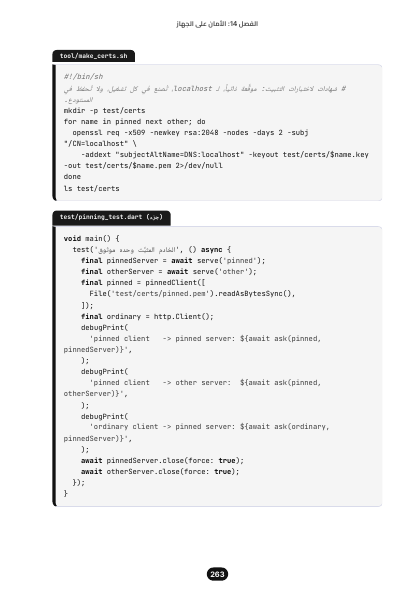 الفصل 14: الأمان على الجهاز
tool/make_certs.sh
#!/bin/sh
# شهادات لاختبارات التثبيت: موقَّعة ذاتياً، لـ localhost، تُصنع في كل تشغيل، ولا تُحفظ في
المستودع.
mkdir -p test/certs
for name in pinned other; do
  openssl req -x509 -newkey rsa:2048 -nodes -days 2 -subj
"/CN=localhost" \
    -addext "subjectAltName=DNS:localhost" -keyout test/certs/$name.key
-out test/certs/$name.pem 2>/dev/null
done
ls test/certs
test/pinning_test.dart (جزء)
void main() {
  test('الخادم المثبَّت وحده موثوق', () async {
    final pinnedServer = await serve('pinned');
    final otherServer = await serve('other');
    final pinned = pinnedClient([
      File('test/certs/pinned.pem').readAsBytesSync(),
    ]);
    final ordinary = http.Client();
    debugPrint(
      'pinned client   -> pinned server: ${await ask(pinned,
pinnedServer)}',
    );
    debugPrint(
      'pinned client   -> other server:  ${await ask(pinned,
otherServer)}',
    );
    debugPrint(
      'ordinary client -> pinned server: ${await ask(ordinary,
pinnedServer)}',
    );
    await pinnedServer.close(force: true);
    await otherServer.close(force: true);
  });
}
263